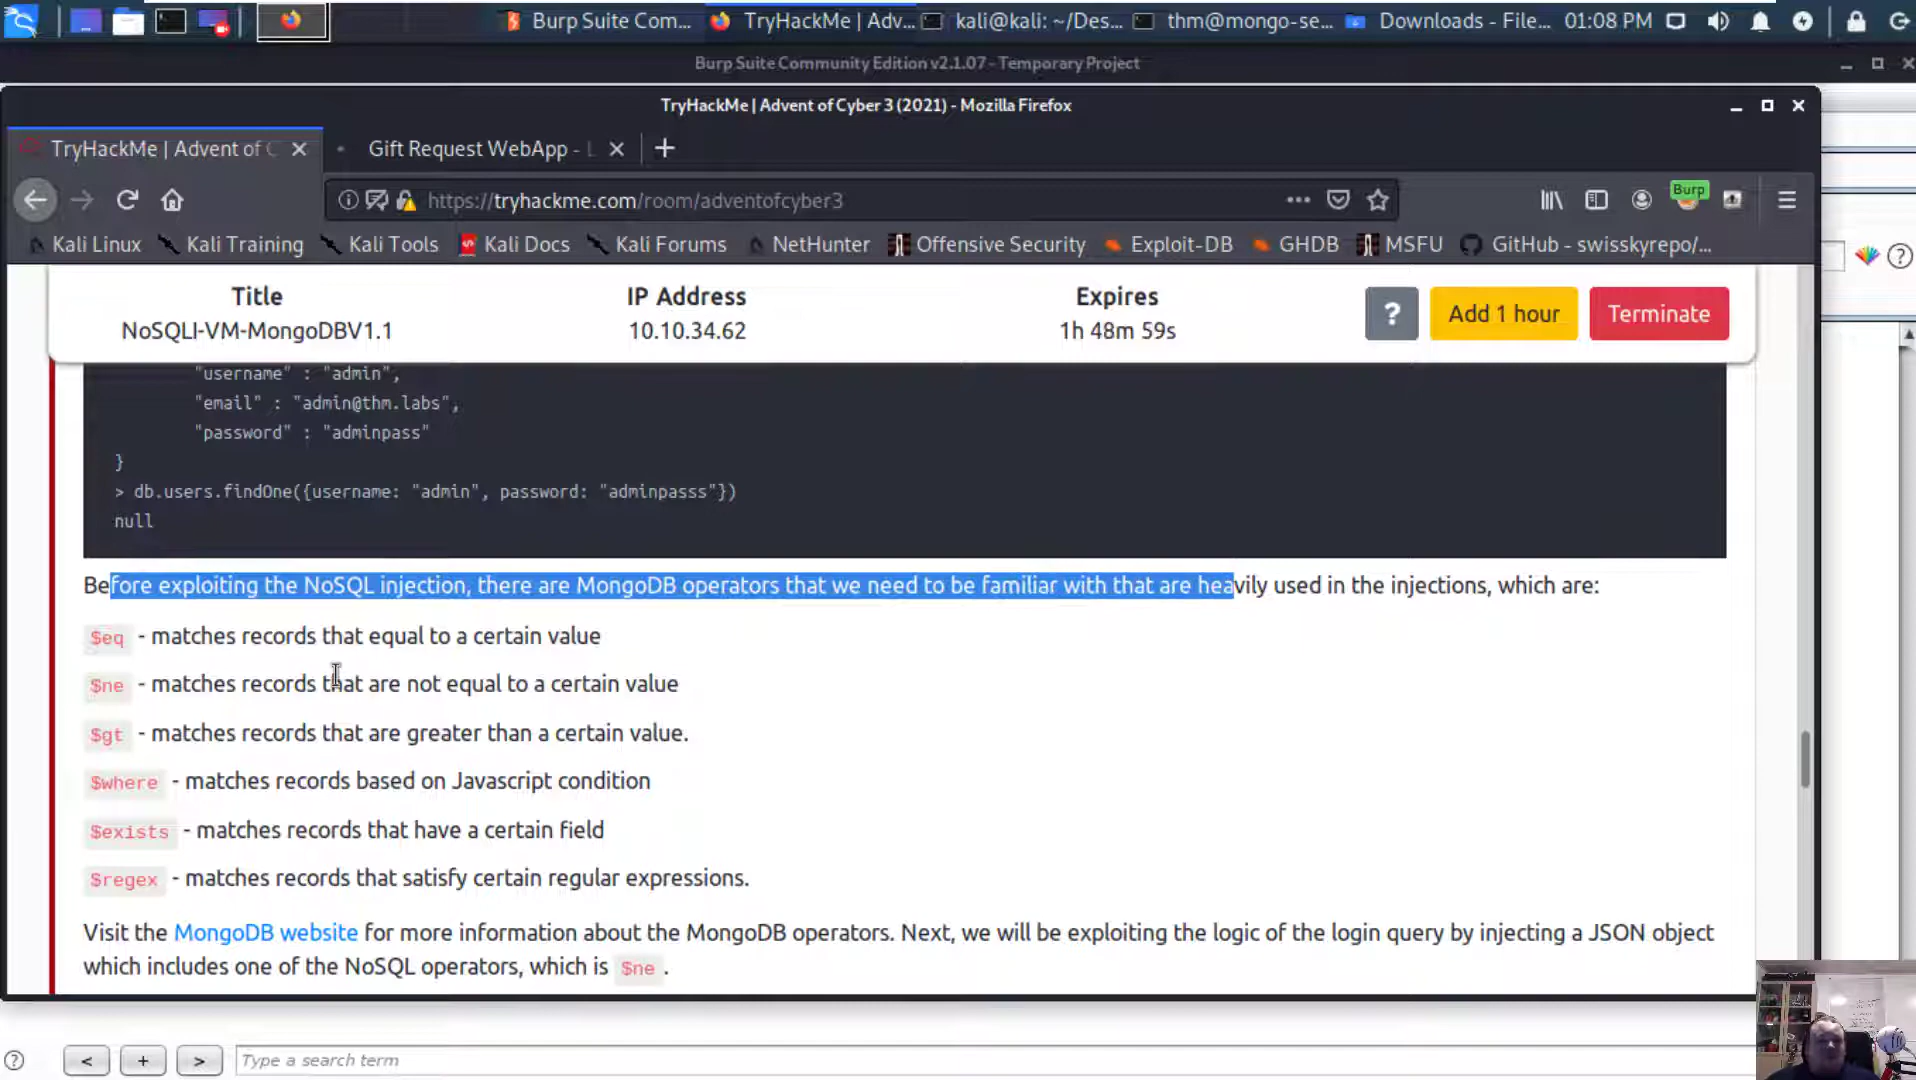 Burp Suite Com...
TryHackMe | Adv...
kali@kali: ~/Des...
thm@mongo-se...
Downloads - File...
01:08 PM
Burp Suite Community Edition v2.1.07 - Temporary Project
TryHackMe | Advent of Cyber 3 (2021) - Mozilla Firefox
TryHackMe | Advent of C
Gift Request WebApp - L
https://tryhackme.com/room/adventofcyber3
Burp
Kali Linux
Kali Training
Kali Tools
Kali Docs
Kali Forums
NetHunter
Offensive Security
Exploit-DB
GHDB
MSFU
GitHub - swisskyrepo/...
Title
IP Address
Expires
NoSQLI-VM-MongoDBV1.1
10.10.34.62
1h 48m 59s
?
Add 1 hour
Terminate
"username" : "admin",
"email" : "admin@thm.labs",
"password" : "adminpass"
}
> db.users.findOne({username: "admin", password: "adminpasss"})
null
Before exploiting the NoSQL injection, there are MongoDB operators that we need to be familiar with that are heavily used in the injections, which are:
$eq - matches records that equal to a certain value
$ne - matches records that are not equal to a certain value
$gt - matches records that are greater than a certain value.
$where - matches records based on Javascript condition
$exists - matches records that have a certain field
$regex - matches records that satisfy certain regular expressions.
Visit the MongoDB website for more information about the MongoDB operators. Next, we will be exploiting the logic of the login query by injecting a JSON object
which includes one of the NoSQL operators, which is $ne .
? < + > Type a search term